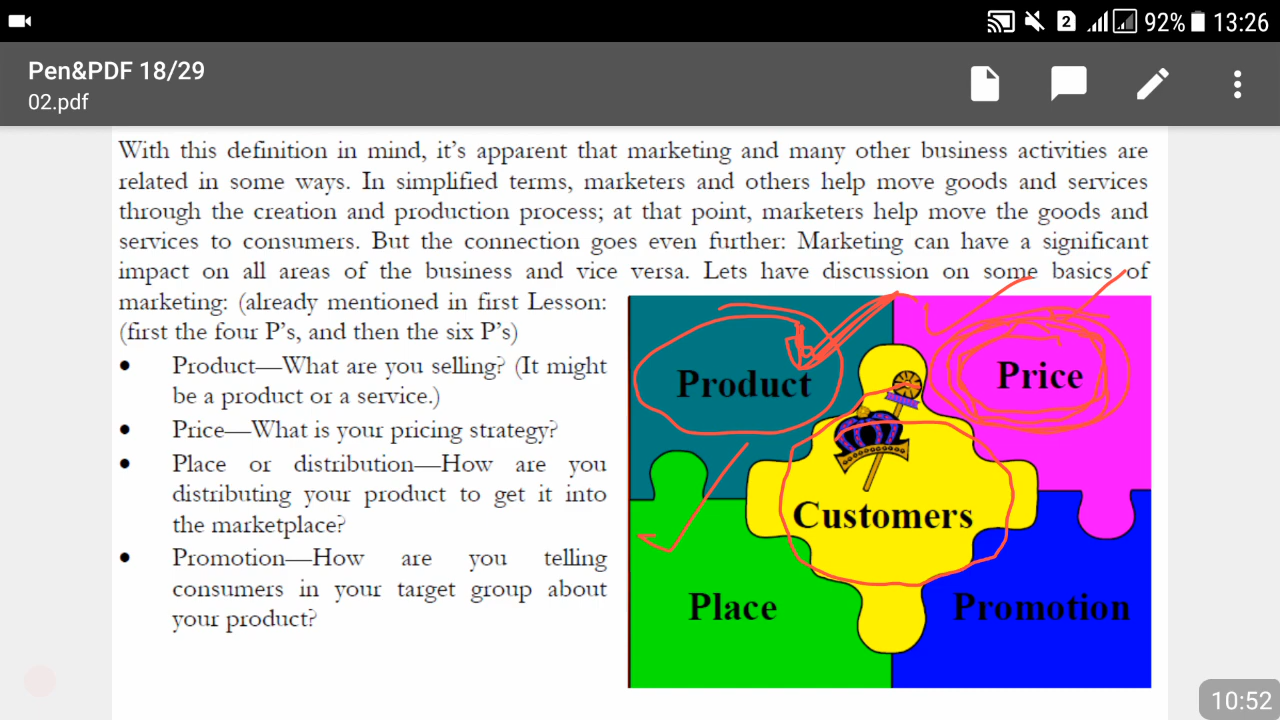 2 92% 13:26
Pen&PDF 18/29
02.pdf
With this definition in mind, it's apparent that marketing and many other business activities are
related in some ways. In simplified terms, marketers and others help move goods and services
through the creation and production process; at that point, marketers help move the goods and
services to consumers. But the connection goes even further: Marketing can have a significant
impact on all areas of the business and vice versa. Lets have discussion on some basics of
marketing: (already mentioned in first Lesson:
(first the four P's, and then the six P's)
• Product—What are you selling? (It might
be a product or a service.)
• Price—What is your pricing strategy?
• Place or distribution—How are you
distributing your product to get it into
the marketplace?
• Promotion—How are you telling
consumers in your target group about
your product?
Product
Price
Customers
Place
Promotion
10:52